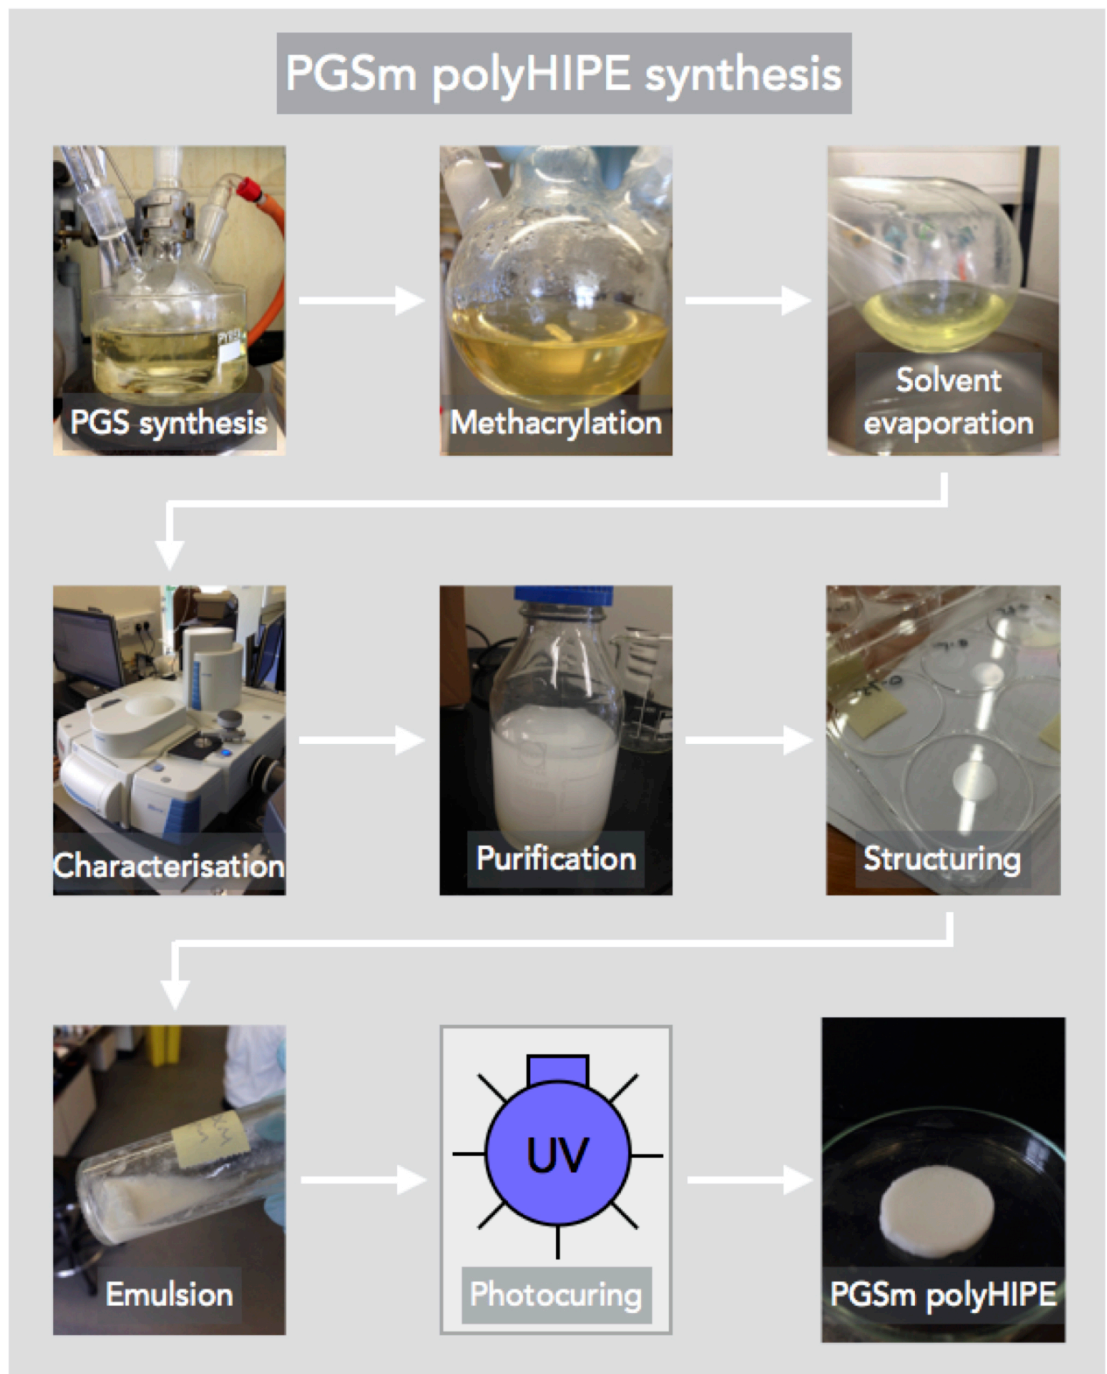 PGSm polyHIPE synthesis
PGS synthesis
Methacrylation
Solvent
evaporation
Characterisation
Purification
Structuring
Emulsion
UV
Photocuring
PGSm polyHIPE